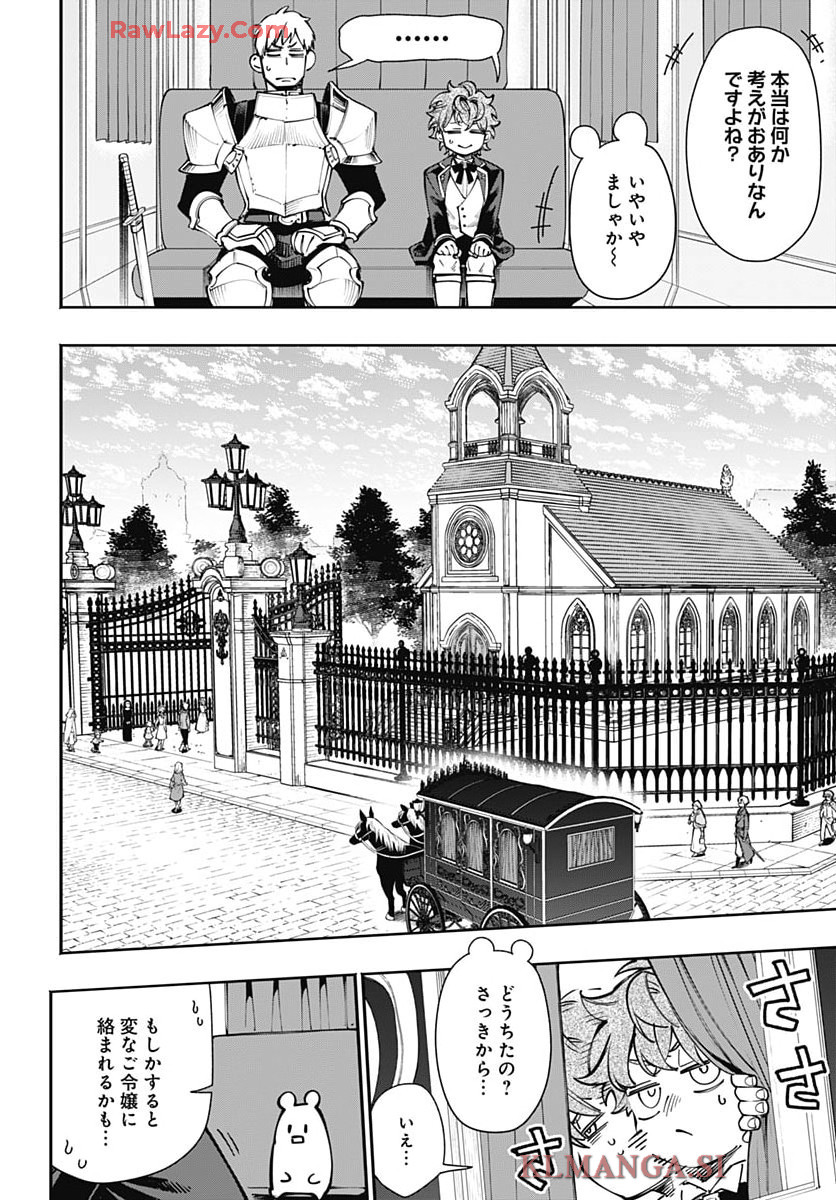 RawLazy.Com
本当は何か
考えがおありなん
ですよね？
いやいや
ましゃか〜
……
ささ
さ
どうちたの？
さっきから…
いえ…
もしかすると
変なご令嬢に
絡まれるかも…
KLMANGA.SI